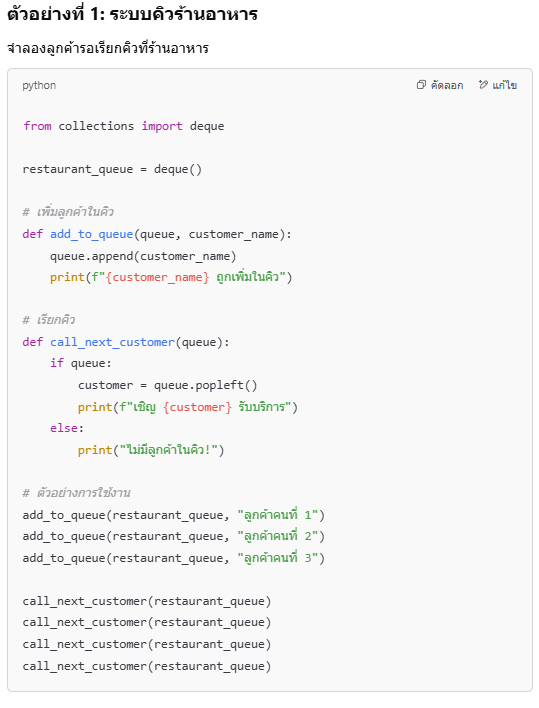 ตัวอย่างที่ 1: ระบบคิวร้านอาหาร
จำลองลูกค้ารอเรียกคิวที่ร้านอาหาร
python คัดลอก แก้ไข
from collections import deque
restaurant_queue = deque()
# เพิ่มลูกค้าในคิว
def add_to_queue(queue, customer_name):
    queue.append(customer_name)
    print(f"{customer_name} ถูกเพิ่มในคิว")
# เรียกคิว
def call_next_customer(queue):
    if queue:
        customer = queue.popleft()
        print(f"เชิญ {customer} รับบริการ")
    else:
        print("ไม่มีลูกค้าในคิว!")
# ตัวอย่างการใช้งาน
add_to_queue(restaurant_queue, "ลูกค้าคนที่ 1")
add_to_queue(restaurant_queue, "ลูกค้าคนที่ 2")
add_to_queue(restaurant_queue, "ลูกค้าคนที่ 3")
call_next_customer(restaurant_queue)
call_next_customer(restaurant_queue)
call_next_customer(restaurant_queue)
call_next_customer(restaurant_queue)